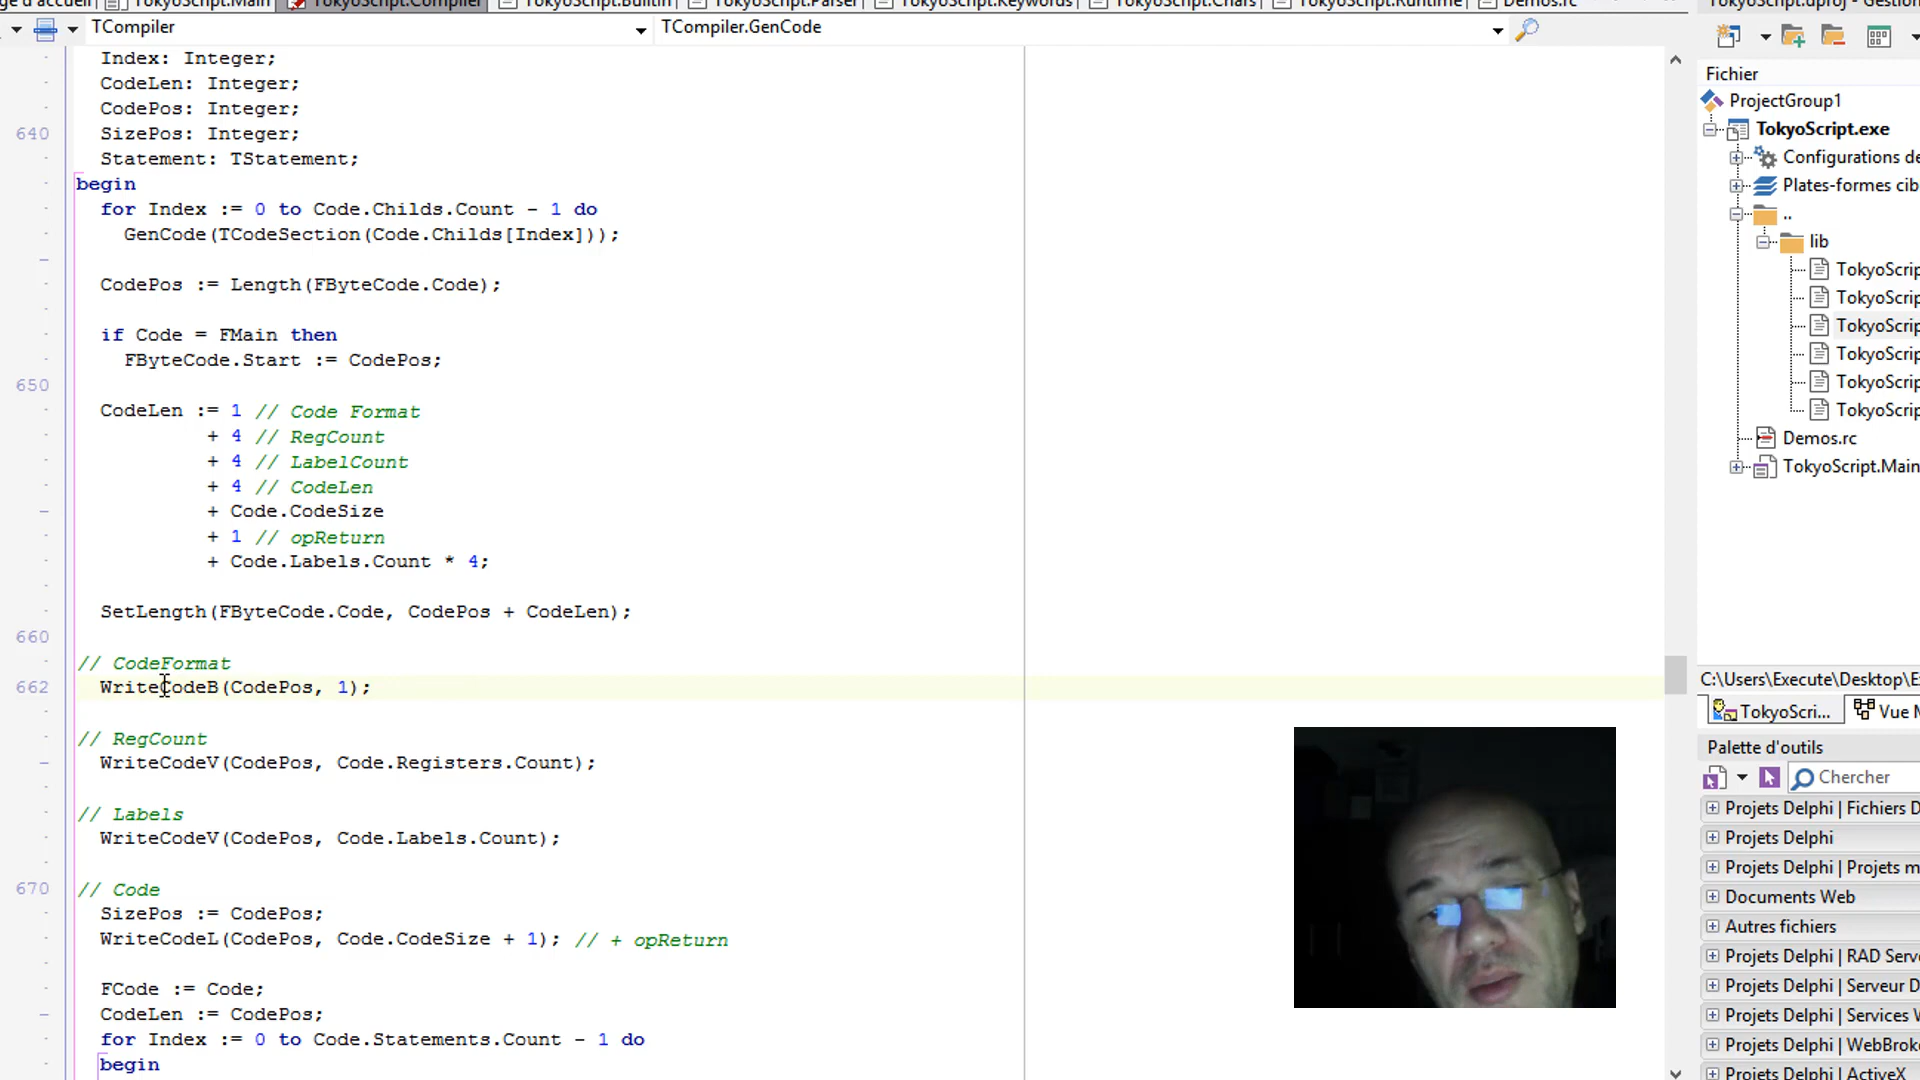 TokyoScript.Main TokyoScript.Compiler TokyoScript.Builtin TokyoScript.Parser TokyoScript.Keywords TokyoScript.Chars TokyoScript.Runtime Demos.rc
TCompiler TCompiler.GenCode
Index: Integer;
CodeLen: Integer;
CodePos: Integer;
640 SizePos: Integer;
Statement: TStatement;
begin
for Index := 0 to Code.Childs.Count - 1 do
GenCode(TCodeSection(Code.Childs[Index]));
CodePos := Length(FByteCode.Code);
if Code = FMain then
FByteCode.Start := CodePos;
650
CodeLen := 1 // Code Format
+ 4 // RegCount
+ 4 // LabelCount
+ 4 // CodeLen
+ Code.CodeSize
+ 1 // opReturn
+ Code.Labels.Count * 4;
SetLength(FByteCode.Code, CodePos + CodeLen);
660
// CodeFormat
662 WriteCodeB(CodePos, 1);
// RegCount
WriteCodeV(CodePos, Code.Registers.Count);
// Labels
WriteCodeV(CodePos, Code.Labels.Count);
670 // Code
SizePos := CodePos;
WriteCodeL(CodePos, Code.CodeSize + 1); // + opReturn
FCode := Code;
CodeLen := CodePos;
for Index := 0 to Code.Statements.Count - 1 do
begin
TokyoScript.dproj - Gestion
Fichier
ProjectGroup1
TokyoScript.exe
Configurations de
Plates-formes cib
..
lib
TokyoScrip
TokyoScrip
TokyoScrip
TokyoScrip
TokyoScrip
TokyoScrip
Demos.rc
TokyoScript.Main
C:\Users\Execute\Desktop\E
TokyoScri... Vue M
Palette d'outils
Chercher
Projets Delphi | Fichiers D
Projets Delphi
Projets Delphi | Projets m
Documents Web
Autres fichiers
Projets Delphi | RAD Serve
Projets Delphi | Serveur D
Projets Delphi | Services W
Projets Delphi | WebBroke
Projets Delphi | ActiveX